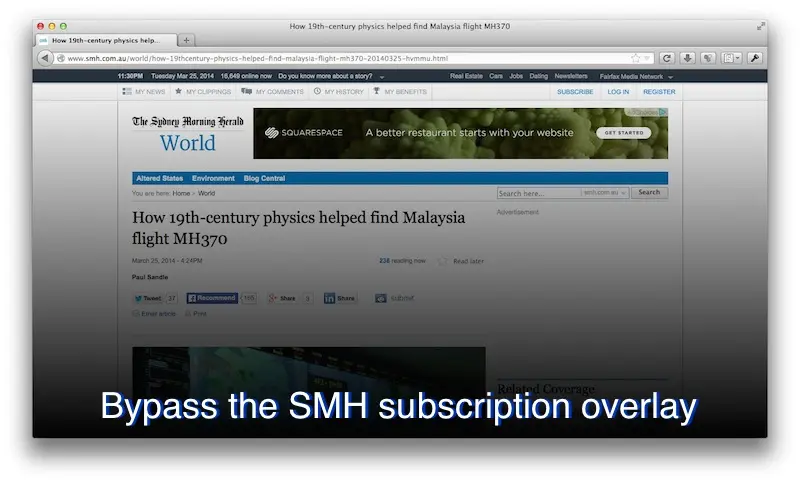 How 19th-century physics helped find Malaysia flight MH370
How 19th-century physics help...
www.smh.com.au/world/how-19thcentury-physics-helped-find-malaysia-flight-mh370-20140325-hvmmu.html
11:30PM Tuesday Mar 25, 2014 16,649 online now Do you know more about a story? Real Estate Cars Jobs Dating Newsletters Fairfax Media Network
MY NEWS MY CLIPPINGS MY COMMENTS MY HISTORY MY BENEFITS SUBSCRIBE LOG IN REGISTER
The Sydney Morning Herald
World
SQUARESPACE A better restaurant starts with your website GET STARTED
Altered States Environment Blog Central
You are here: Home World
Search here... smh.com.au Search
How 19th-century physics helped find Malaysia
flight MH370
Advertisement
March 25, 2014 - 4:24PM 238 reading now Read later
Paul Sandle
Tweet 37 Recommend Share 9 Share submit
Email article Print
Related Coverage
Bypass the SMH subscription overlay